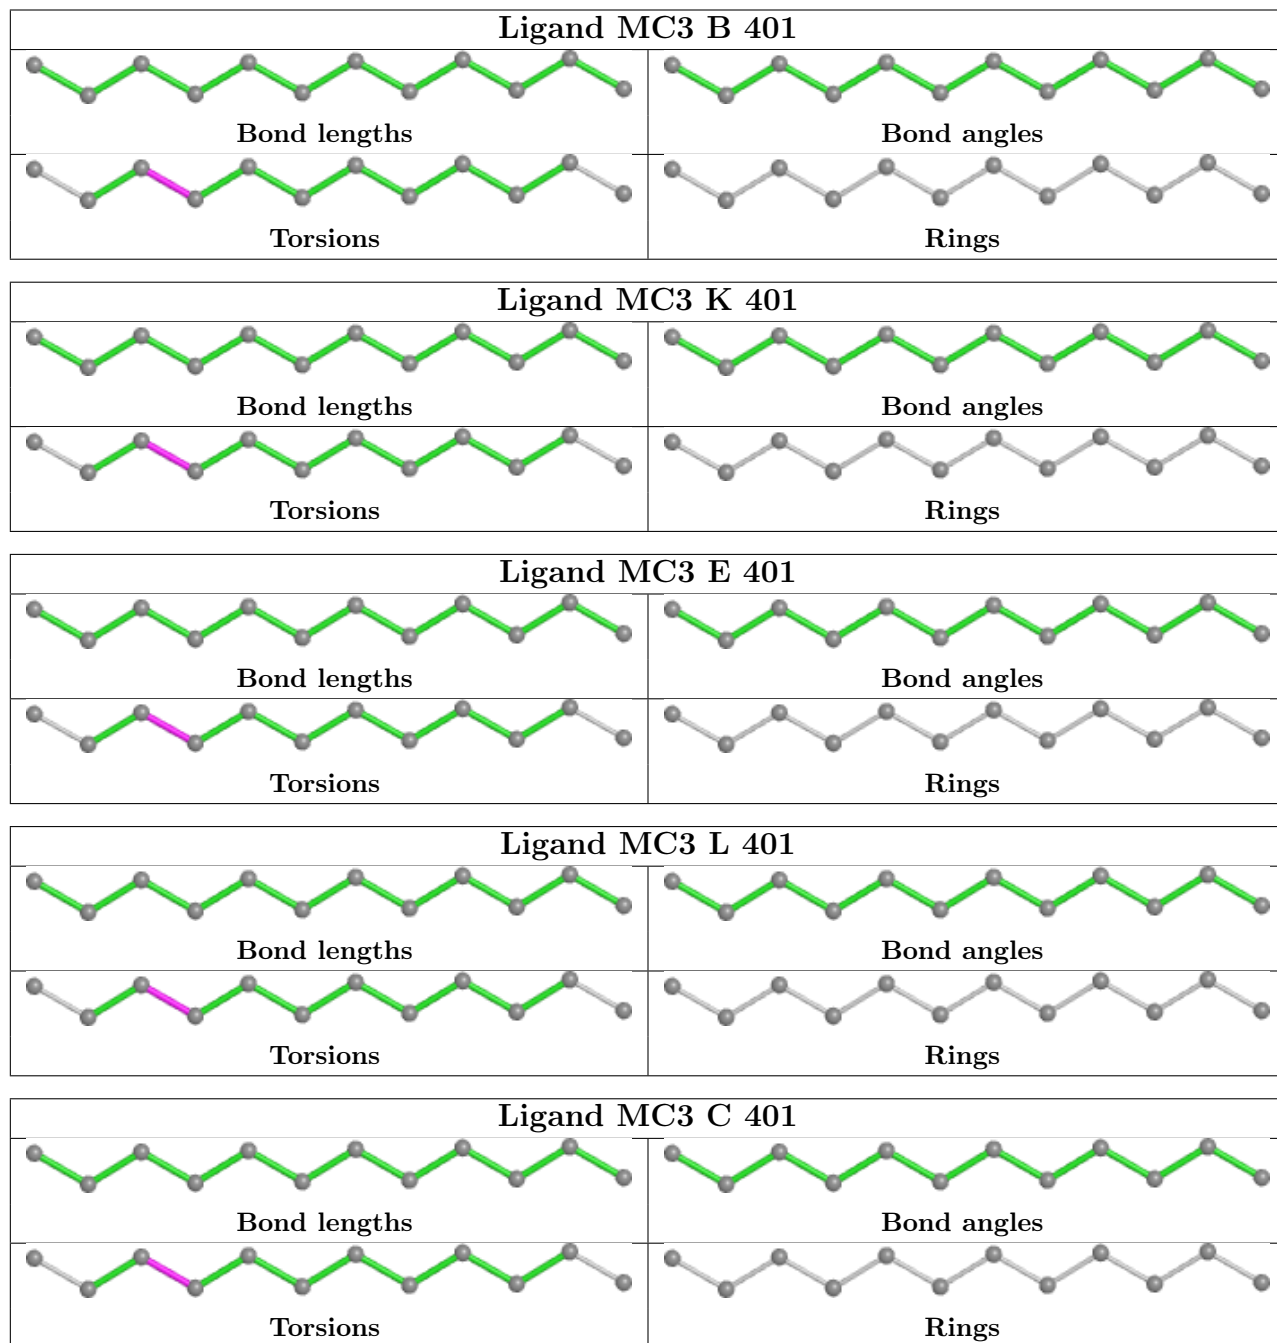 Ligand MC3 B 401
Bond lengths
Bond angles
Torsions
Rings
Ligand MC3 K 401
Bond lengths
Bond angles
Torsions
Rings
Ligand MC3 E 401
Bond lengths
Bond angles
Torsions
Rings
Ligand MC3 L 401
Bond lengths
Bond angles
Torsions
Rings
Ligand MC3 C 401
Bond lengths
Bond angles
Torsions
Rings